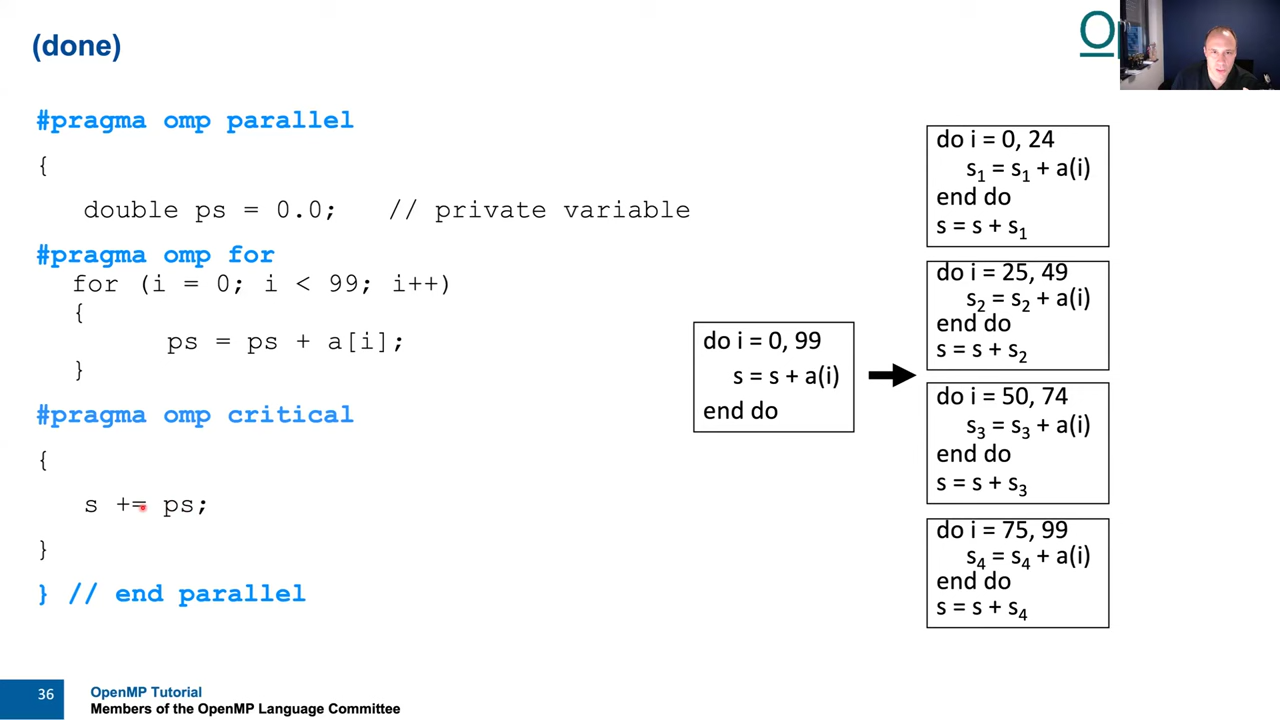 (done)
#pragma omp parallel
{
double ps = 0.0; // private variable
#pragma omp for
for (i = 0; i < 99; i++)
{
ps = ps + a[i];
}
#pragma omp critical
{
s += ps;
}
} // end parallel
do i = 0, 99
s = s + a(i)
end do
do i = 0, 24
s₁ = s₁ + a(i)
end do
s = s + s₁
do i = 25, 49
s₂ = s₂ + a(i)
end do
s = s + s₂
do i = 50, 74
s₃ = s₃ + a(i)
end do
s = s + s₃
do i = 75, 99
s₄ = s₄ + a(i)
end do
s = s + s₄
36
OpenMP Tutorial
Members of the OpenMP Language Committee